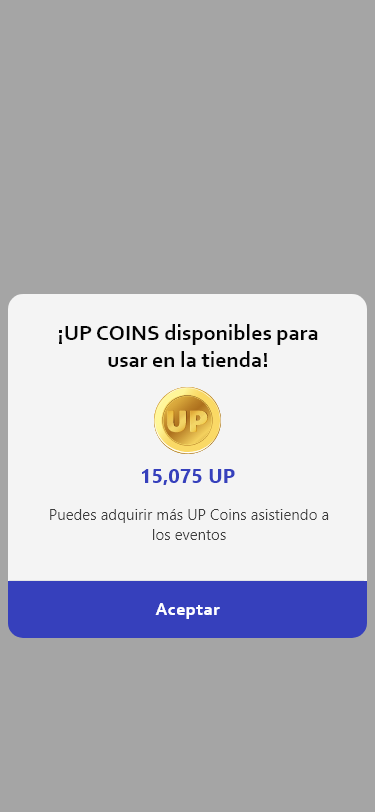 ¡UP COINS disponibles para
usar en la tienda!
UP
15,075 UP
Puedes adquirir más UP Coins asistiendo a
los eventos
Aceptar